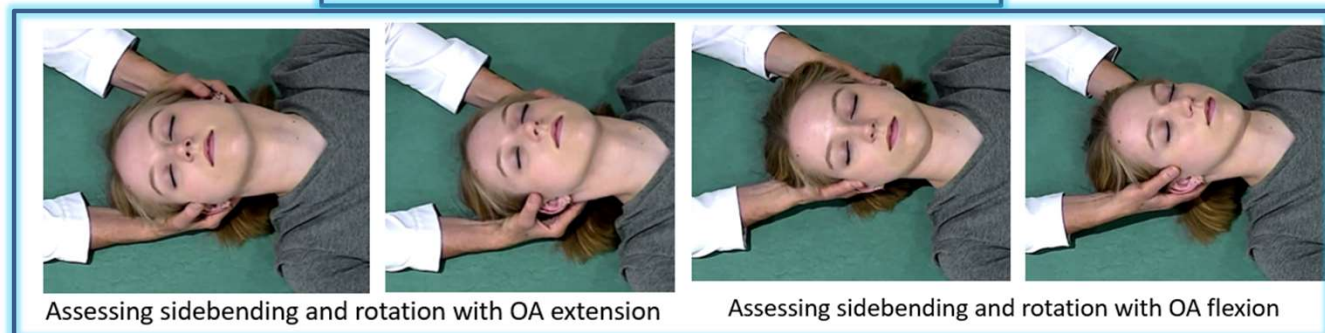 Assessing sidebending and rotation with OA extension
Assessing sidebending and rotation with OA flexion